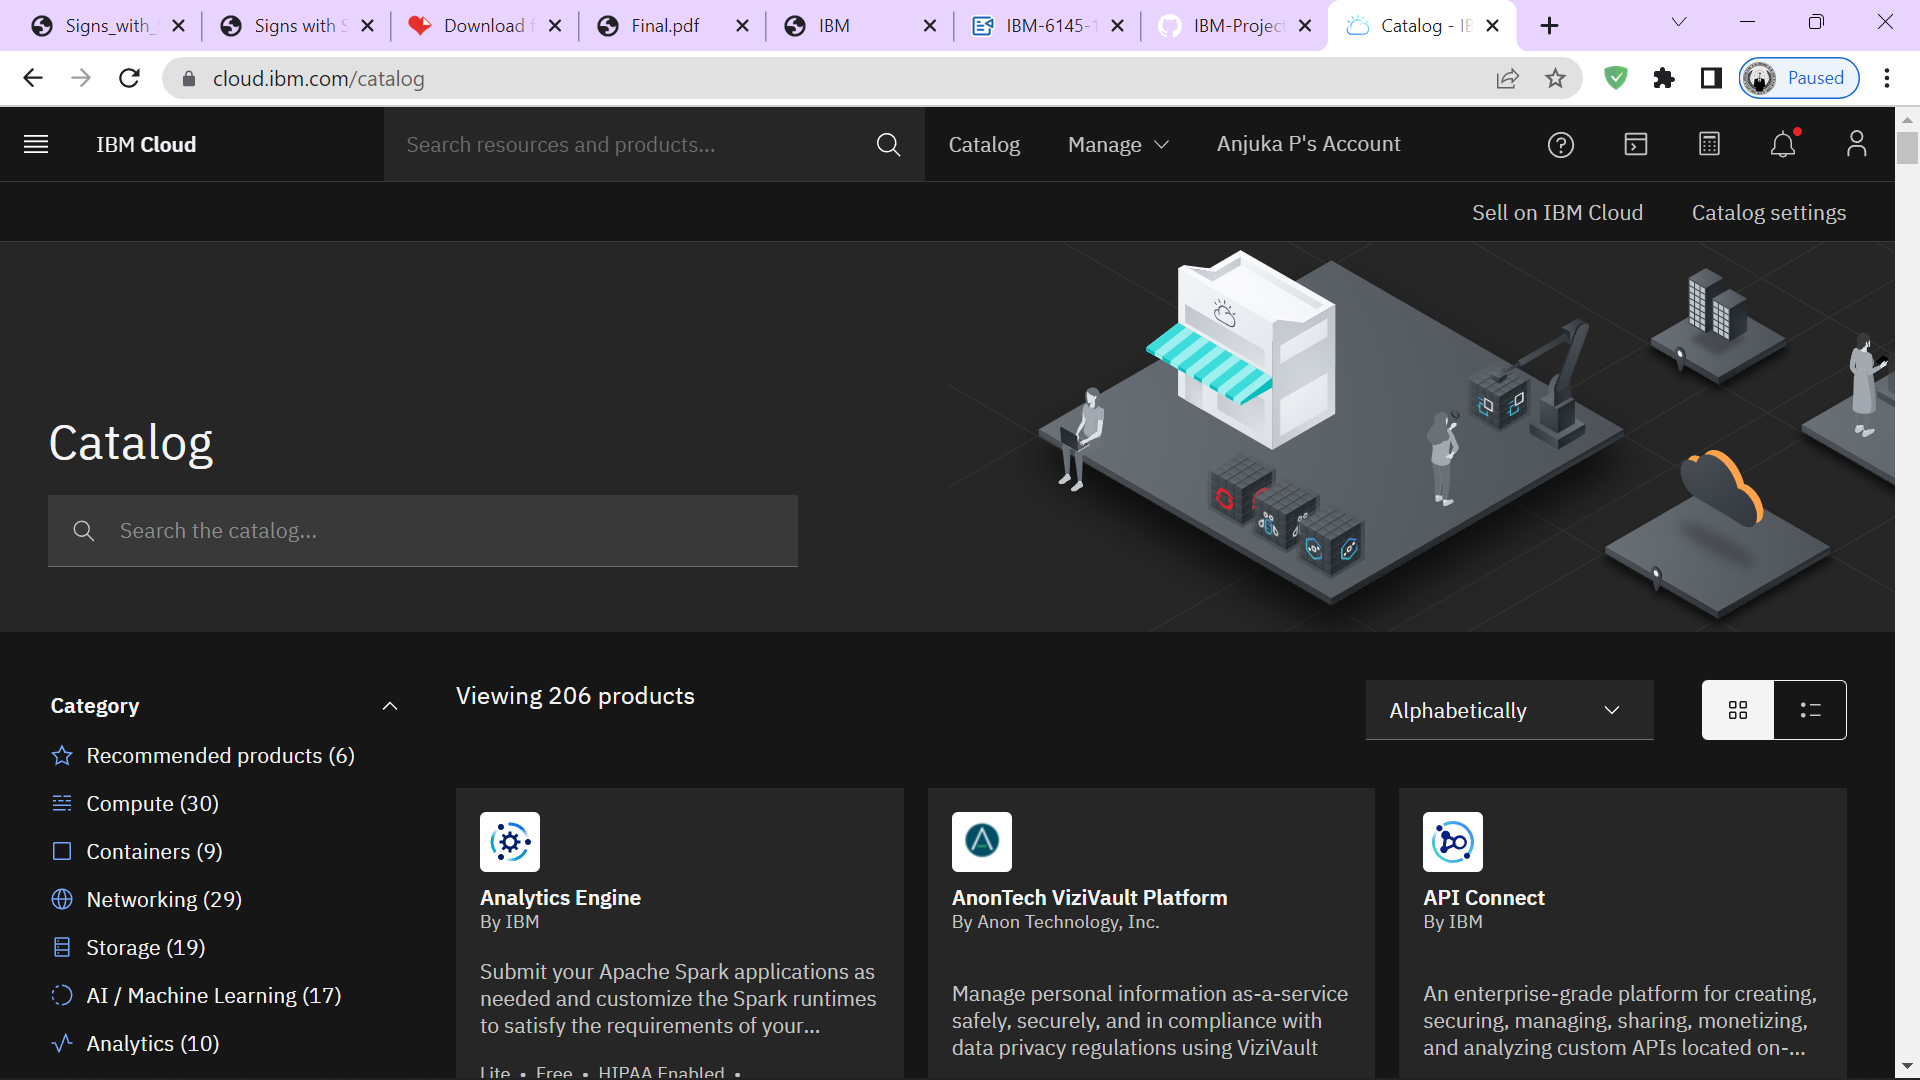 Signs_with_
Signs with S
Download f
Final.pdf
IBM
IBM-6145-1
IBM-Project
Catalog - IB
cloud.ibm.com/catalog
Paused
IBM Cloud
Search resources and products...
Catalog
Manage
Anjuka P's Account
Sell on IBM Cloud
Catalog settings
Catalog
Search the catalog...
Category
Recommended products (6)
Compute (30)
Containers (9)
Networking (29)
Storage (19)
AI / Machine Learning (17)
Analytics (10)
Viewing 206 products
Alphabetically
Analytics Engine
By IBM
Submit your Apache Spark applications as
needed and customize the Spark runtimes
to satisfy the requirements of your...
Lite • Free • HIPAA Enabled •
AnonTech ViziVault Platform
By Anon Technology, Inc.
Manage personal information as-a-service
safely, securely, and in compliance with
data privacy regulations using ViziVault
API Connect
By IBM
An enterprise-grade platform for creating,
securing, managing, sharing, monetizing,
and analyzing custom APIs located on-...